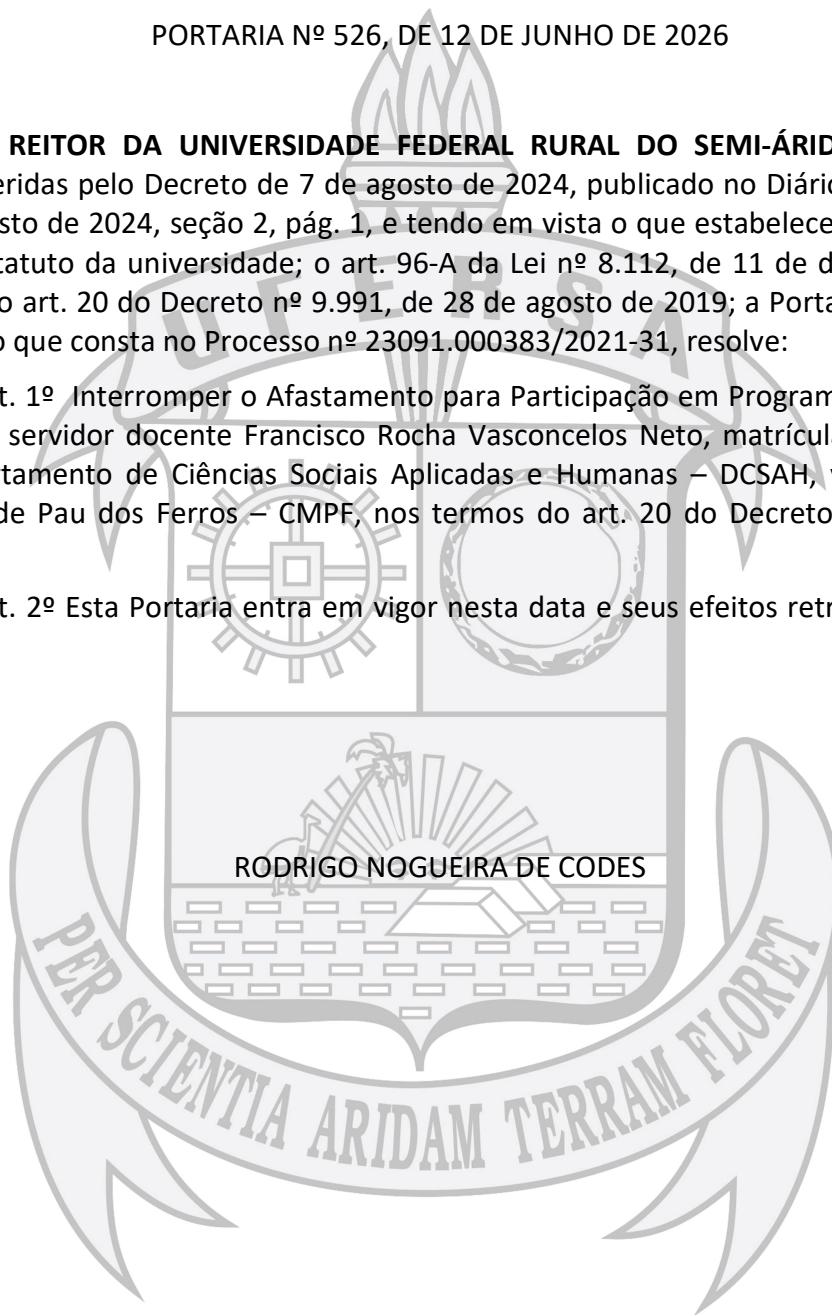 PORTARIA Nº 526, DE 12 DE JUNHO DE 2026
REITOR DA UNIVERSIDADE FEDERAL RURAL DO SEMI-ÁRID
eridas pelo Decreto de 7 de agosto de 2024, publicado no Diáric
sto de 2024, seção 2, pág. 1, e tendo em vista o que estabelece
tatuto da universidade; o art. 96-A da Lei nº 8.112, de 11 de d
o art. 20 do Decreto nº 9.991, de 28 de agosto de 2019; a Porta
o que consta no Processo nº 23091.000383/2021-31, resolve:
t. 1º Interromper o Afastamento para Participação em Program
servidor docente Francisco Rocha Vasconcelos Neto, matrícula
rtamento de Ciências Sociais Aplicadas e Humanas – DCSAH, v
de Pau dos Ferros – CMPF, nos termos do art. 20 do Decreto
t. 2º Esta Portaria entra em vigor nesta data e seus efeitos retr
RODRIGO NOGUEIRA DE CODES
UFERSA
PER SCIENTIA ARIDAM TERRAM FLORET